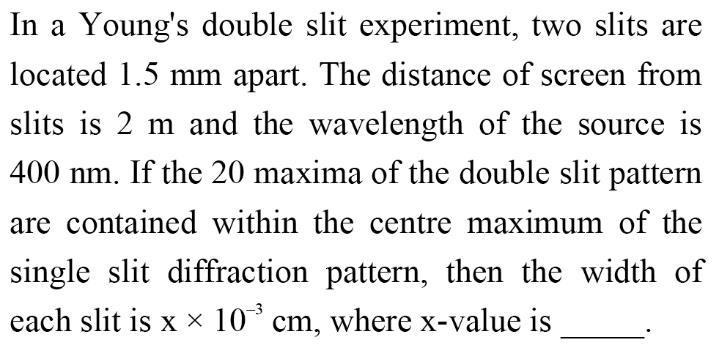 In a Young's double slit experiment, two slits are
located 1.5 mm apart. The distance of screen from
slits is 2 m and the wavelength of the source is
400 nm. If the 20 maxima of the double slit pattern
are contained within the centre maximum of the
single slit diffraction pattern, then the width of
each slit is x × 10⁻³ cm, where x-value is ______.